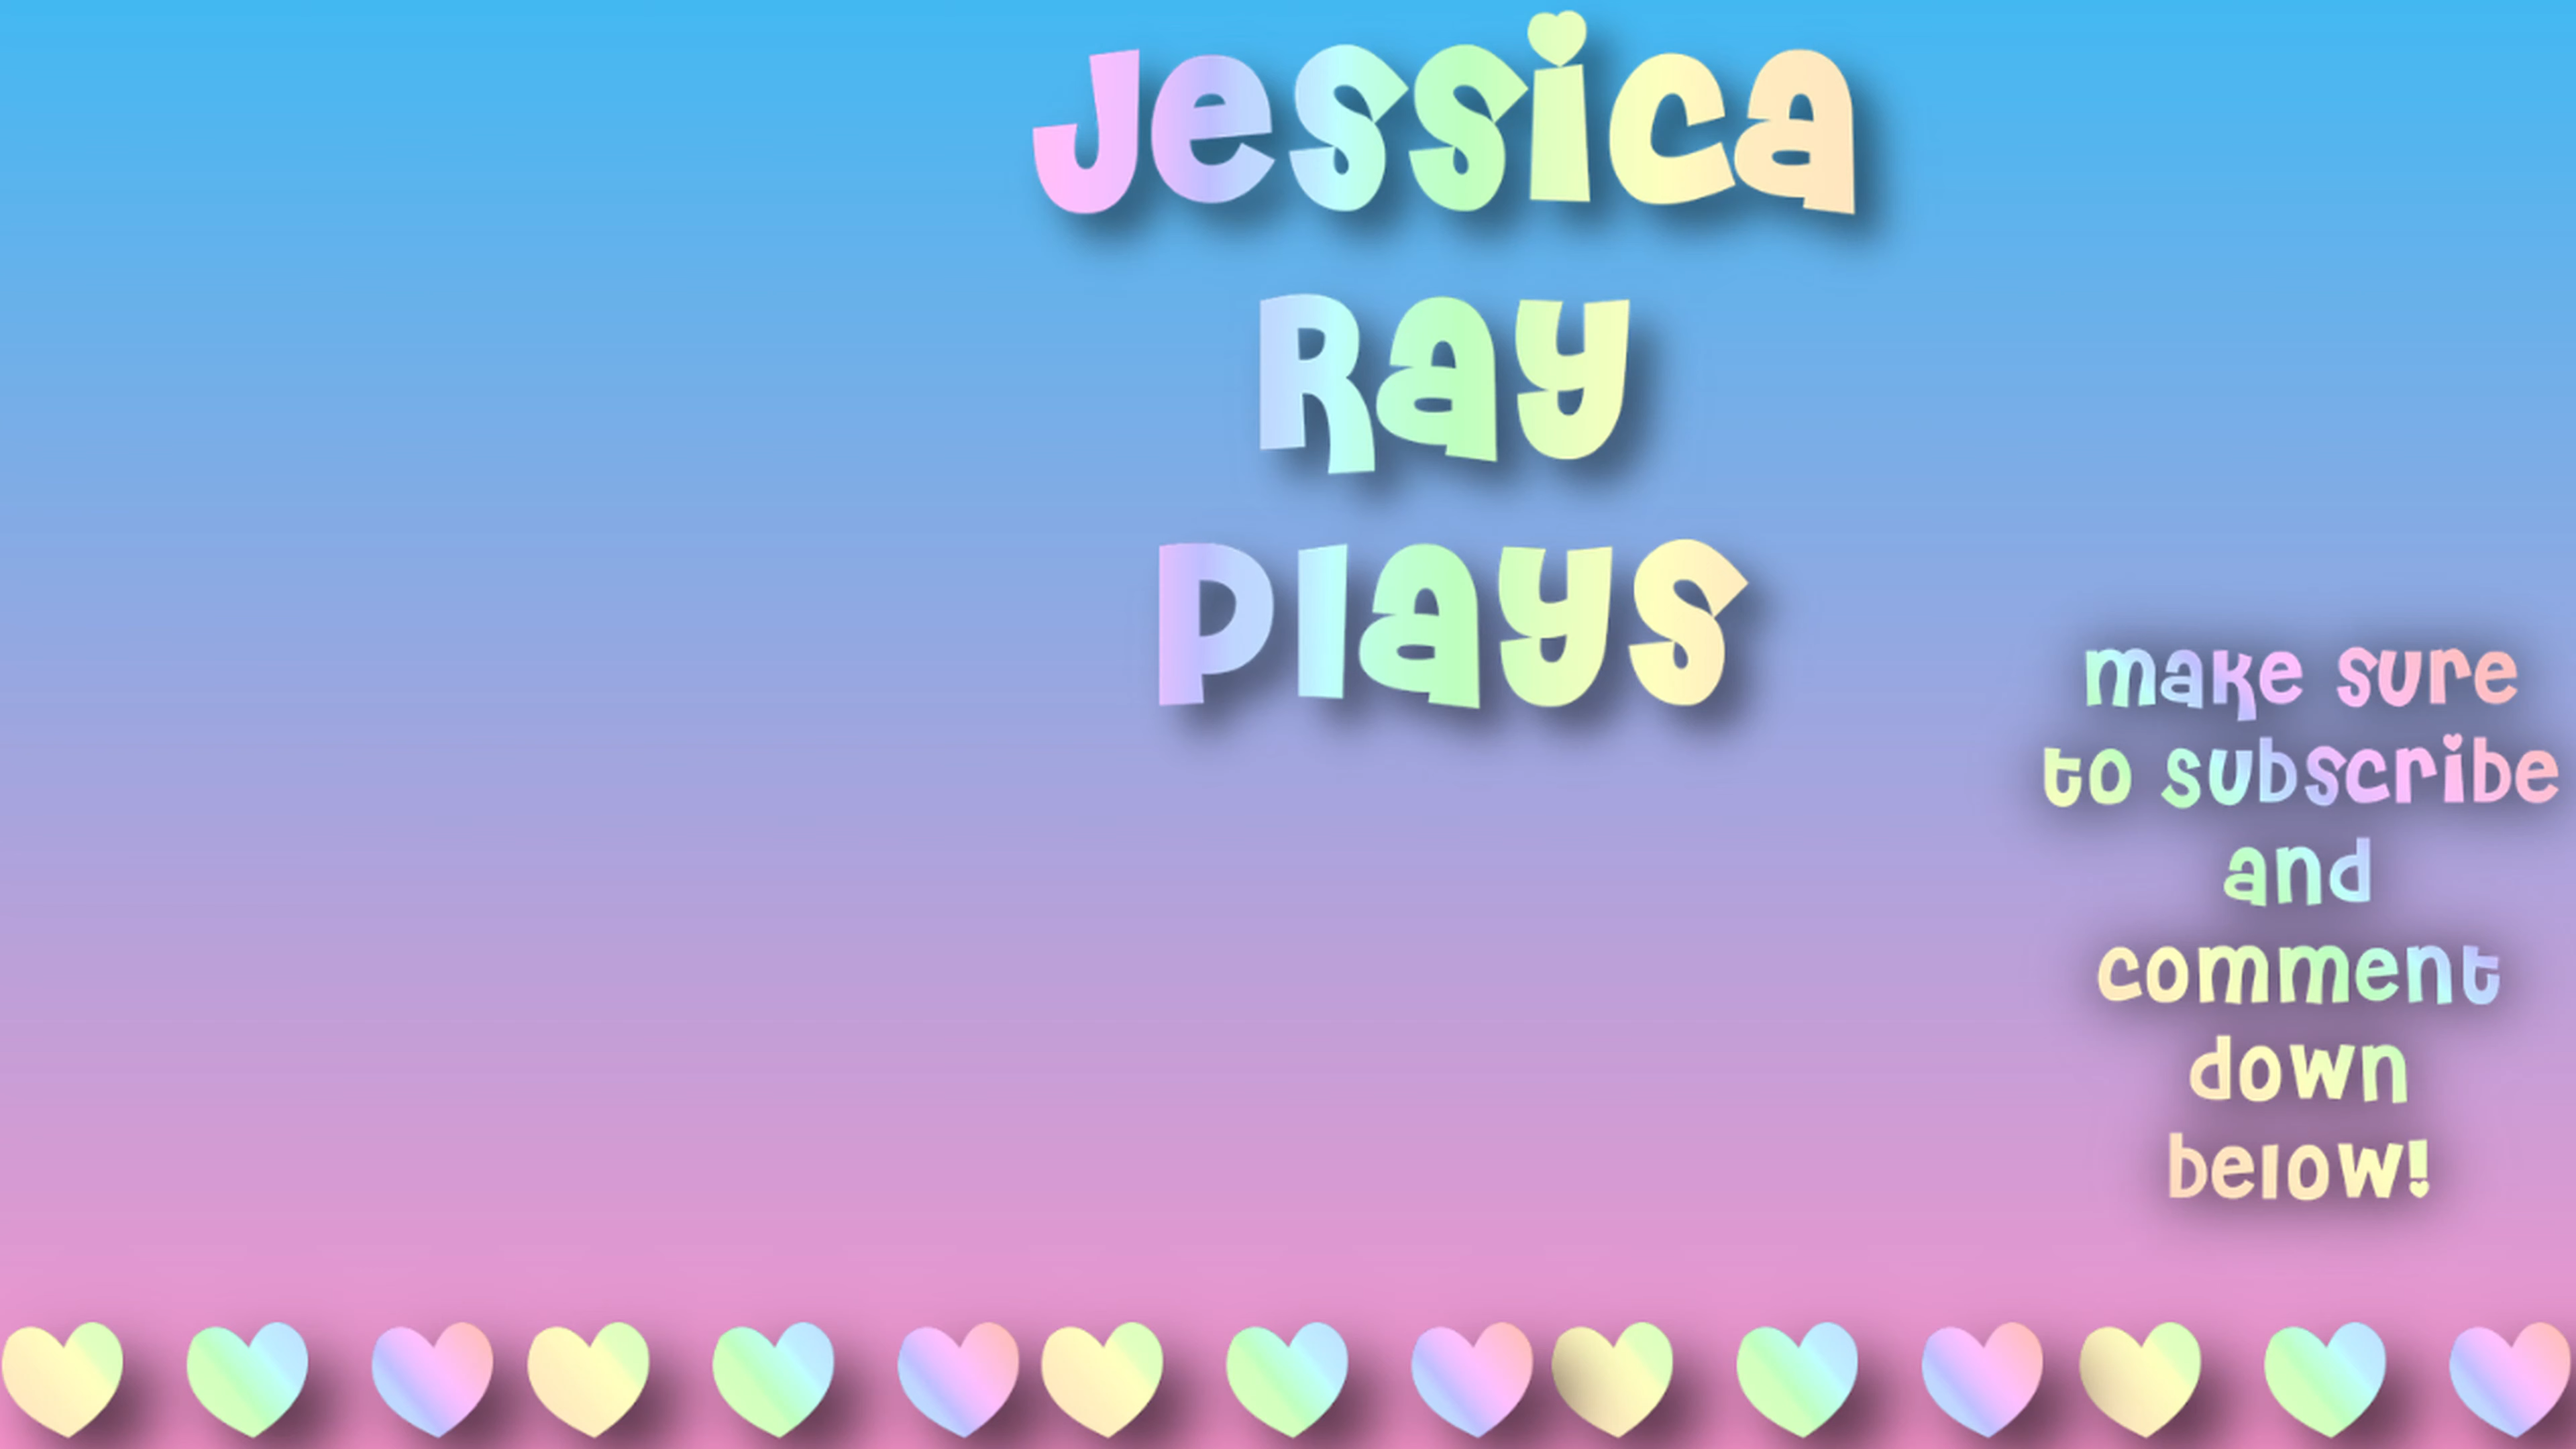 Jessica
Ray
Plays
make sure
to subscribe
and
comment
down
below!